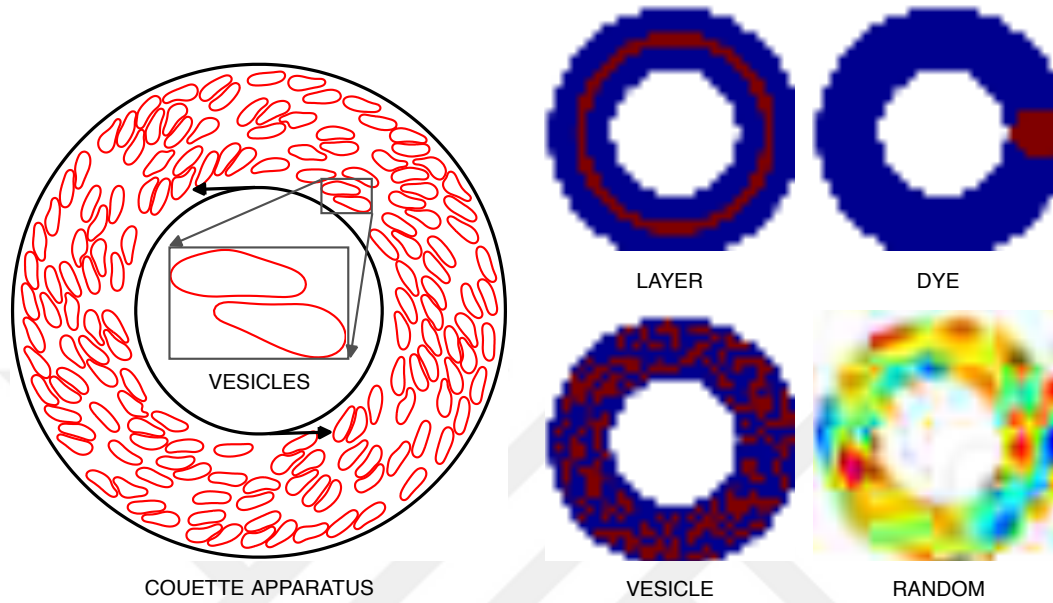 VESICLES
COUETTE APPARATUS
LAYER
DYE
VESICLE
RANDOM